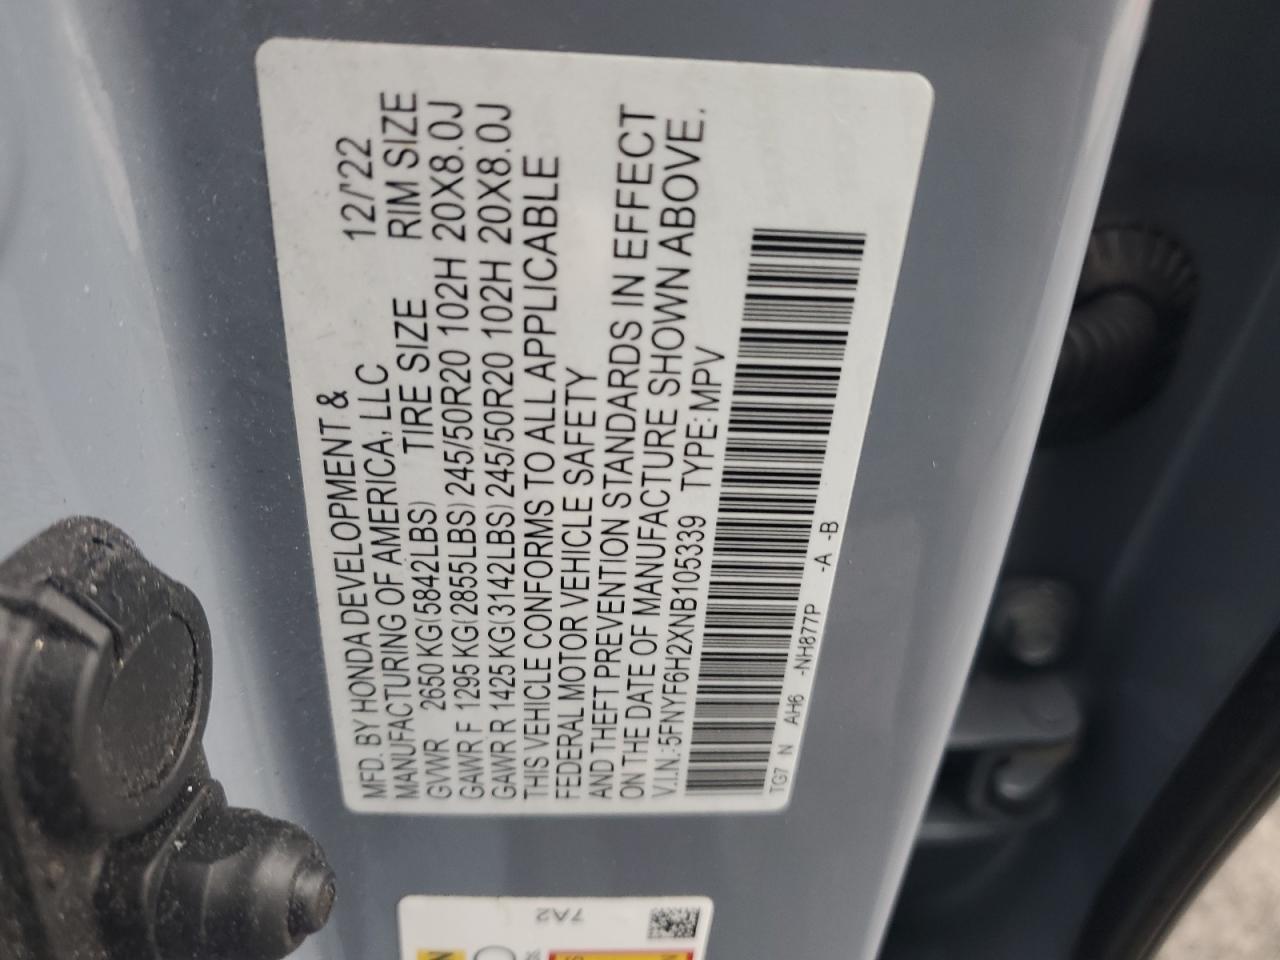 MFD. BY HONDA DEVELOPMENT &
MANUFACTURING OF AMERICA, LLC 12/'22
GVWR 2650 KG(5842LBS) TIRE SIZE RIM SIZE
GAWR F 1295 KG(2855LBS) 245/50R20 102H 20X8.0J
GAWR R 1425 KG(3142LBS) 245/50R20 102H 20X8.0J
THIS VEHICLE CONFORMS TO ALL APPLICABLE
FEDERAL MOTOR VEHICLE SAFETY
AND THEFT PREVENTION STANDARDS IN EFFECT
ON THE DATE OF MANUFACTURE SHOWN ABOVE.
V.I.N.:5FNYF6H2XNB105339 TYPE:MPV
TG7 N AH6 -NH877P -A -B
7A2